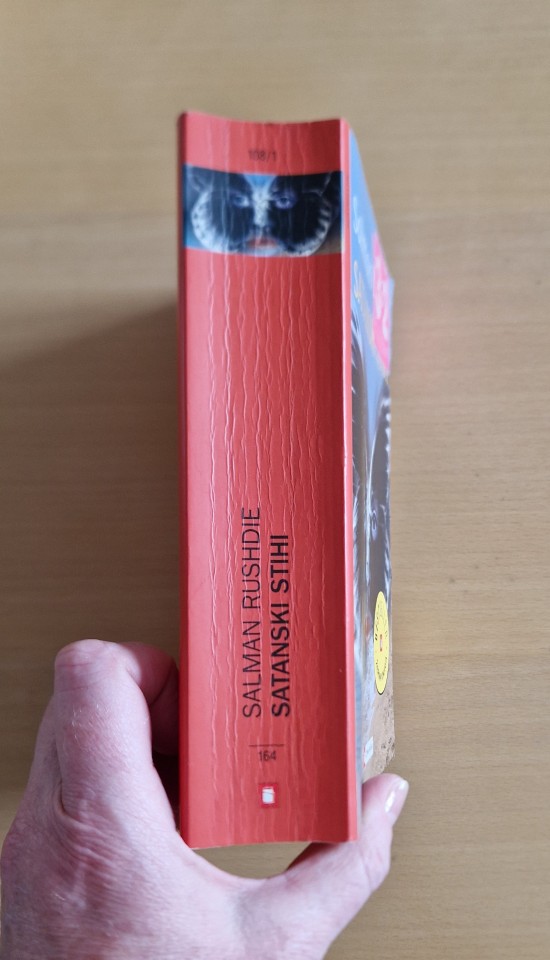 108/1
SALMAN RUSHDIE
SATANSKI STIHI
164